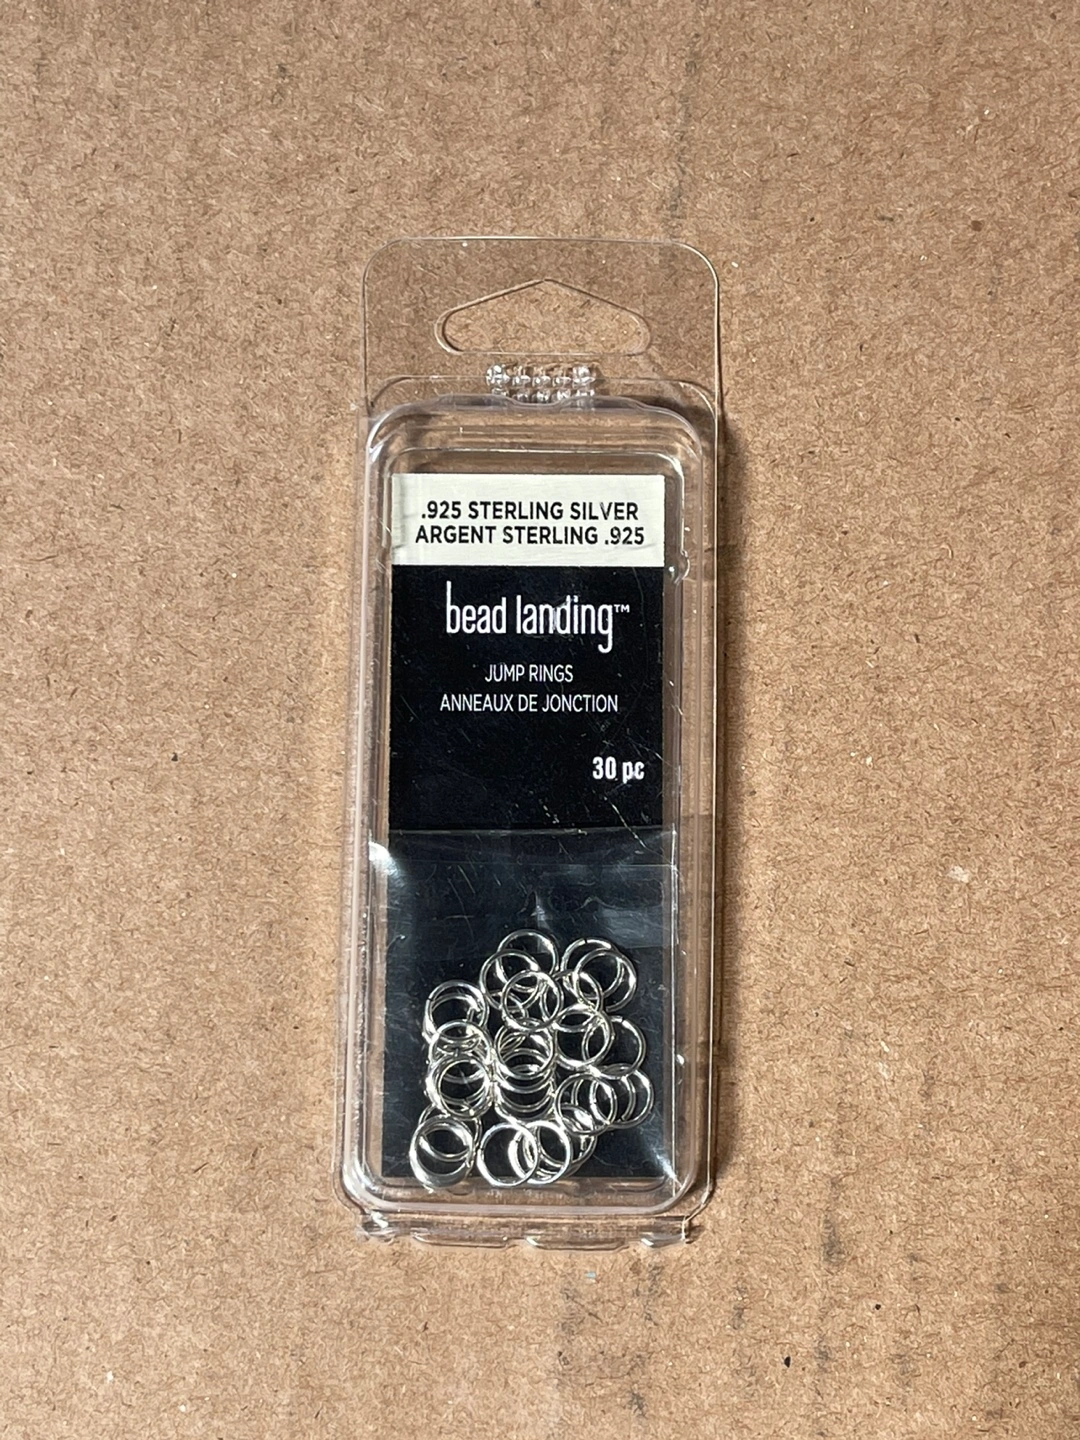 .925 STERLING SILVER
ARGENT STERLING .925
bead landing™
JUMP RINGS
ANNEAUX DE JONCTION
30 pc